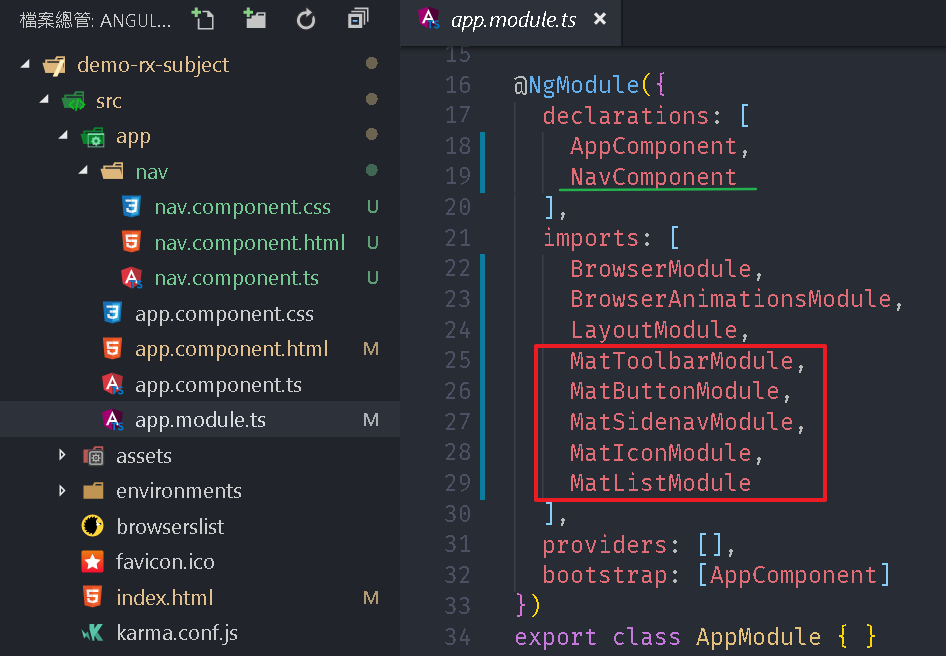 檔案總管: ANGUL...
demo-rx-subject
src
app
nav
nav.component.css U
nav.component.html U
nav.component.ts U
app.component.css
app.component.html M
app.component.ts
app.module.ts M
assets
environments
browserslist
favicon.ico
index.html M
karma.conf.js
app.module.ts ×
15
16 @NgModule({
17 declarations: [
18 AppComponent,
19 NavComponent
20 ],
21 imports: [
22 BrowserModule,
23 BrowserAnimationsModule,
24 LayoutModule,
25 MatToolbarModule,
26 MatButtonModule,
27 MatSidenavModule,
28 MatIconModule,
29 MatListModule
30 ],
31 providers: [],
32 bootstrap: [AppComponent]
33 })
34 export class AppModule { }